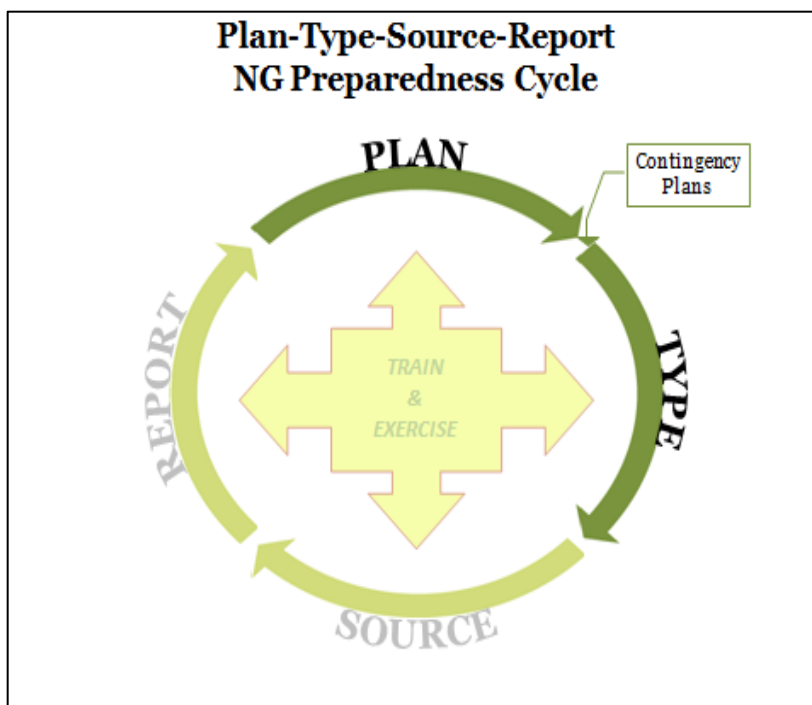 Plan-Type-Source-Report
NG Preparedness Cycle
PLAN
Contingency
Plans
TYPE
REPORT
TRAIN
&
EXERCISE
SOURCE